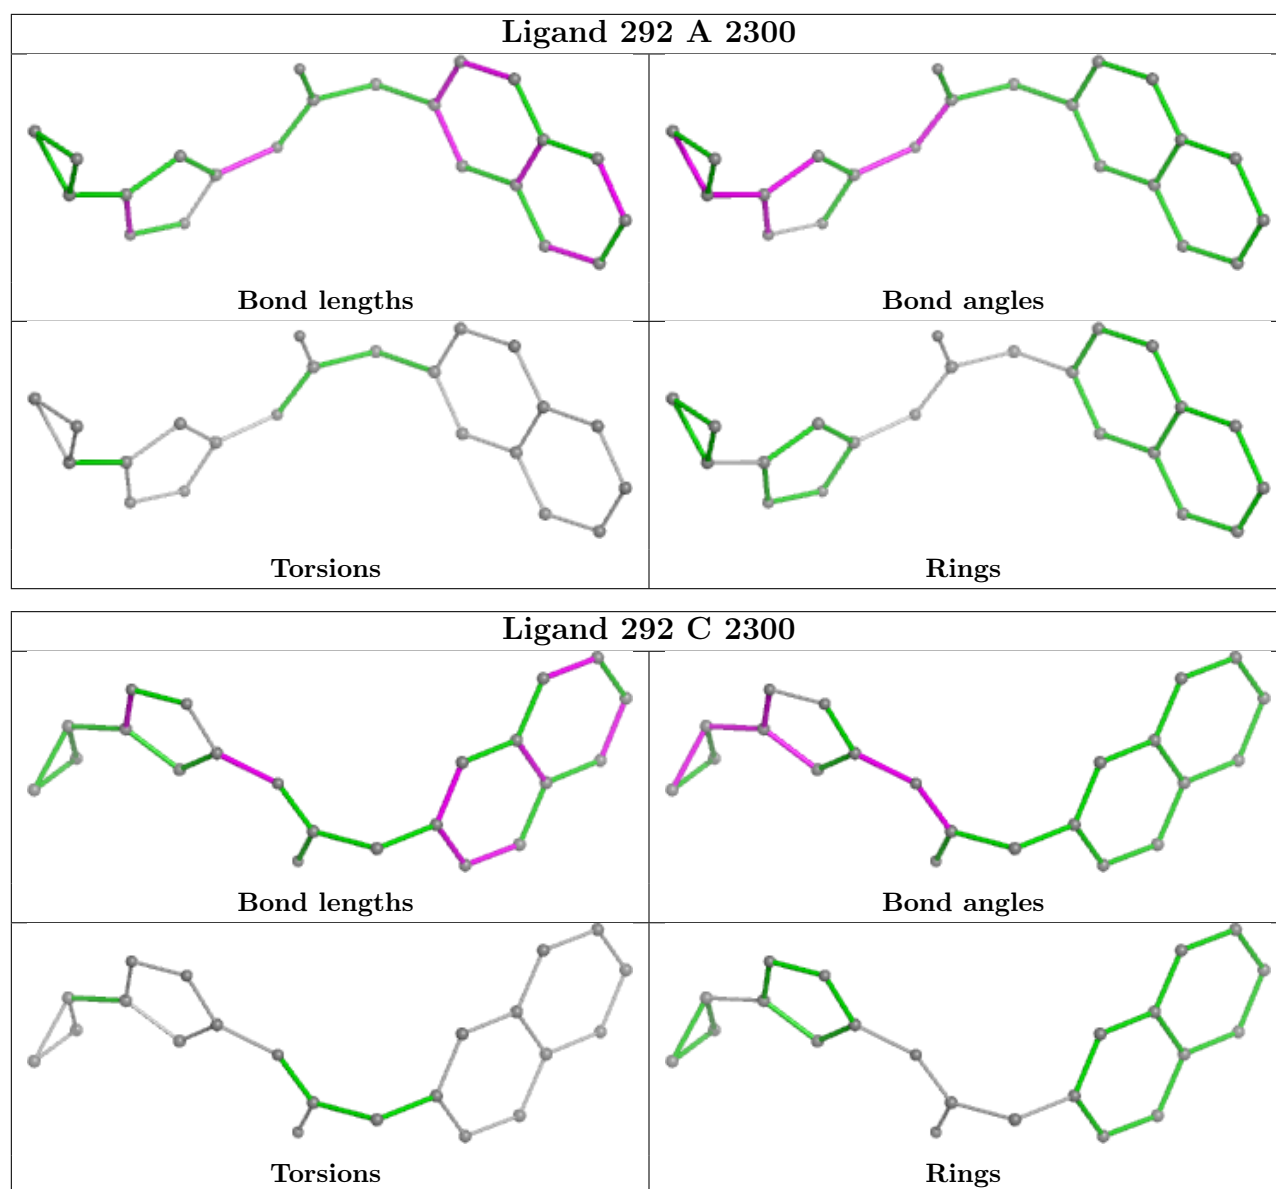 Ligand 292 A 2300
Bond lengths
Bond angles
Torsions
Rings
Ligand 292 C 2300
Bond lengths
Bond angles
Torsions
Rings